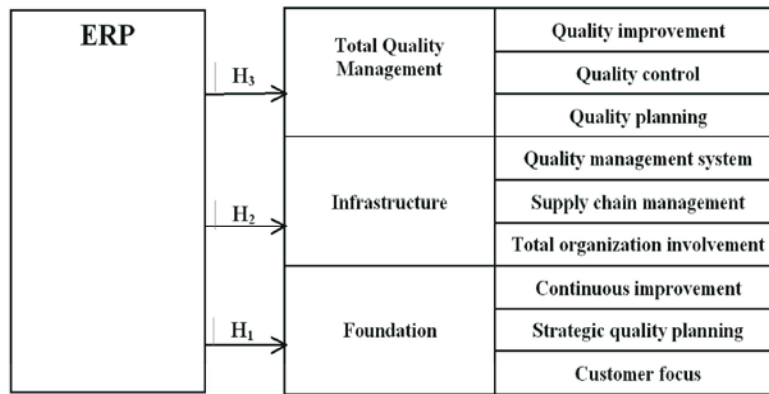 ERP
H3
H2
H1
Total Quality
Management
Quality improvement
Quality control
Quality planning
Infrastructure
Quality management system
Supply chain management
Total organization involvement
Foundation
Continuous improvement
Strategic quality planning
Customer focus